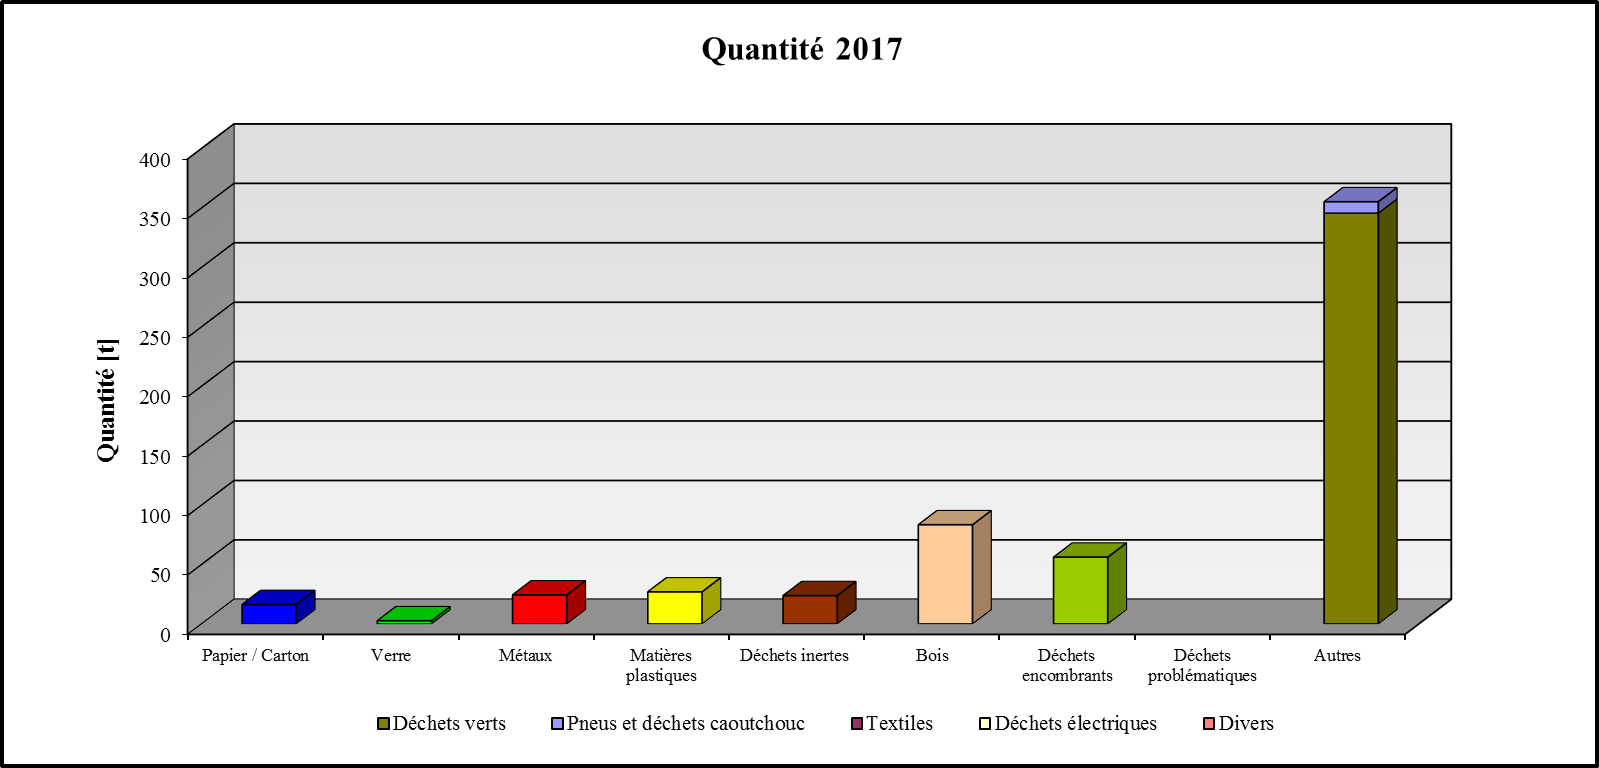 Quantité 2017
Quantité [t]
400
350
300
250
200
150
100
50
0
Papier / Carton
Verre
Métaux
Matières
plastiques
Déchets inertes
Bois
Déchets
encombrants
Déchets
problématiques
Autres
Déchets verts
Pneus et déchets caoutchouc
Textiles
Déchets électriques
Divers